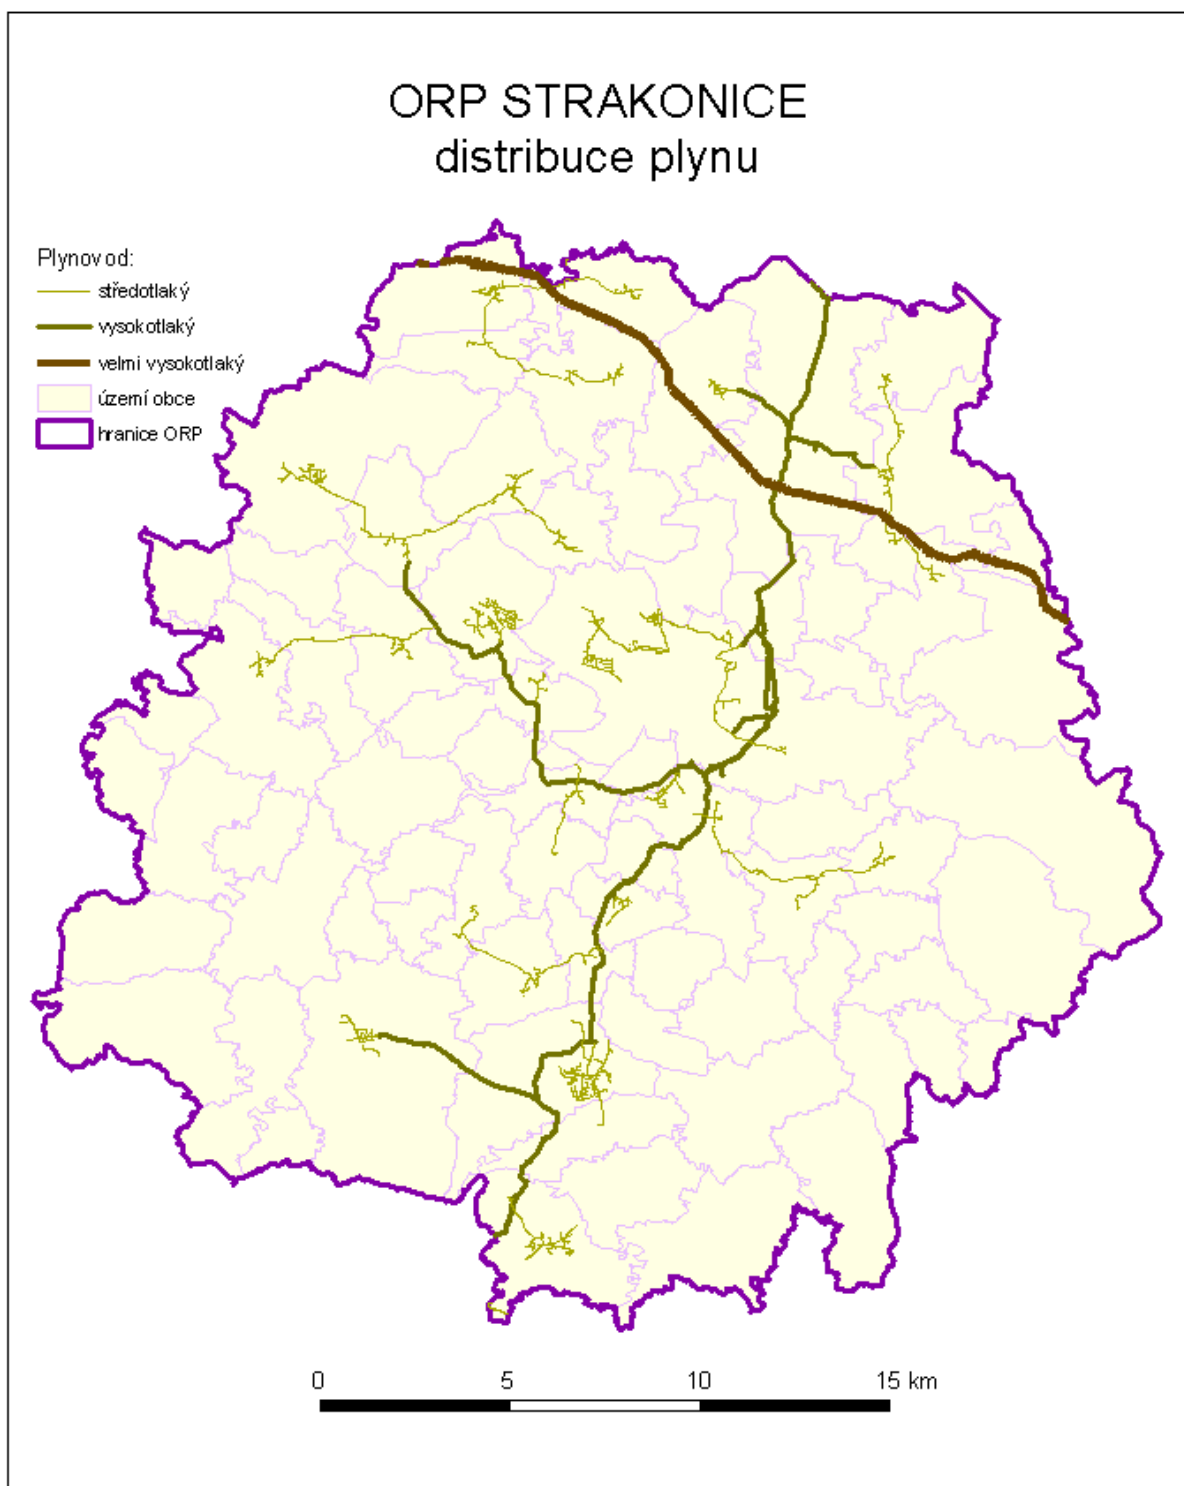 ORP STRAKONICE
distribuce plynu
Plynovod:
středotlaký
vysokotlaký
velmi vysokotlaký
území obce
hranice ORP
0 5 10 15 km